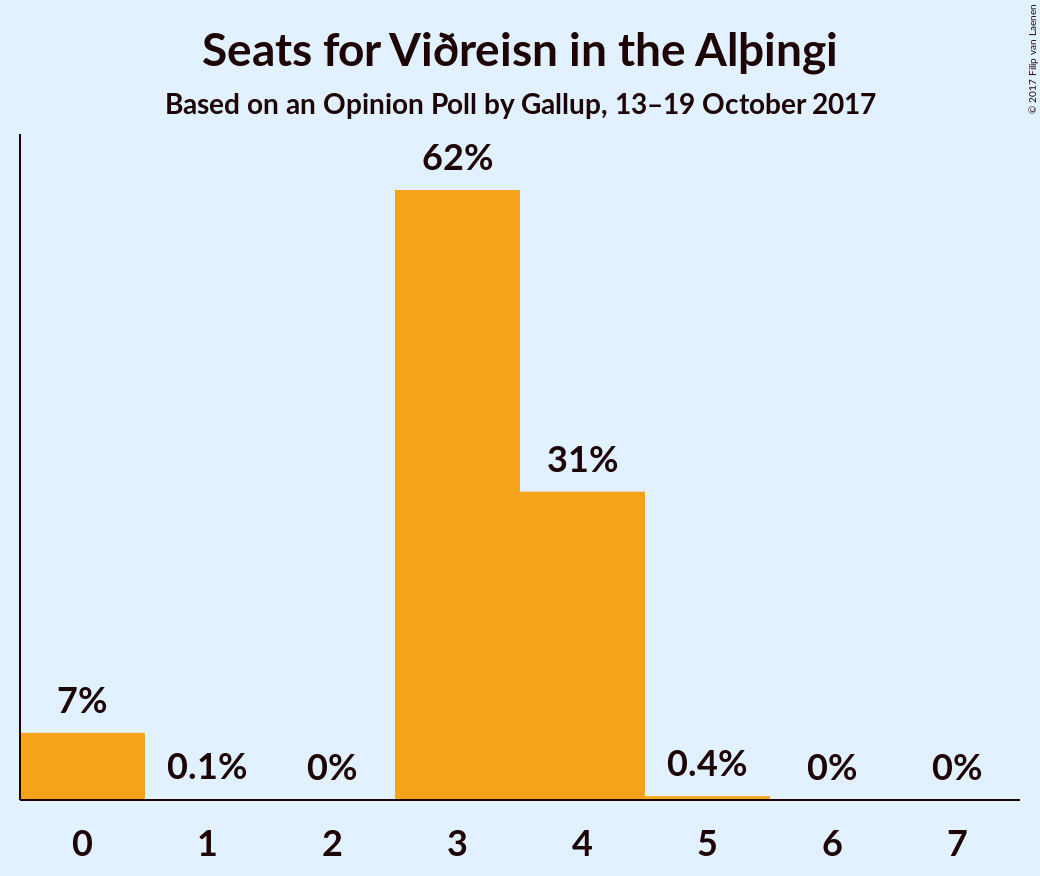 Seats for Viðreisn in the Alþingi
Based on an Opinion Poll by Gallup, 13–19 October 2017
© 2017 Filip van Laenen
62%
31%
7%
0.1%
0%
0.4%
0%
0%
0 1 2 3 4 5 6 7